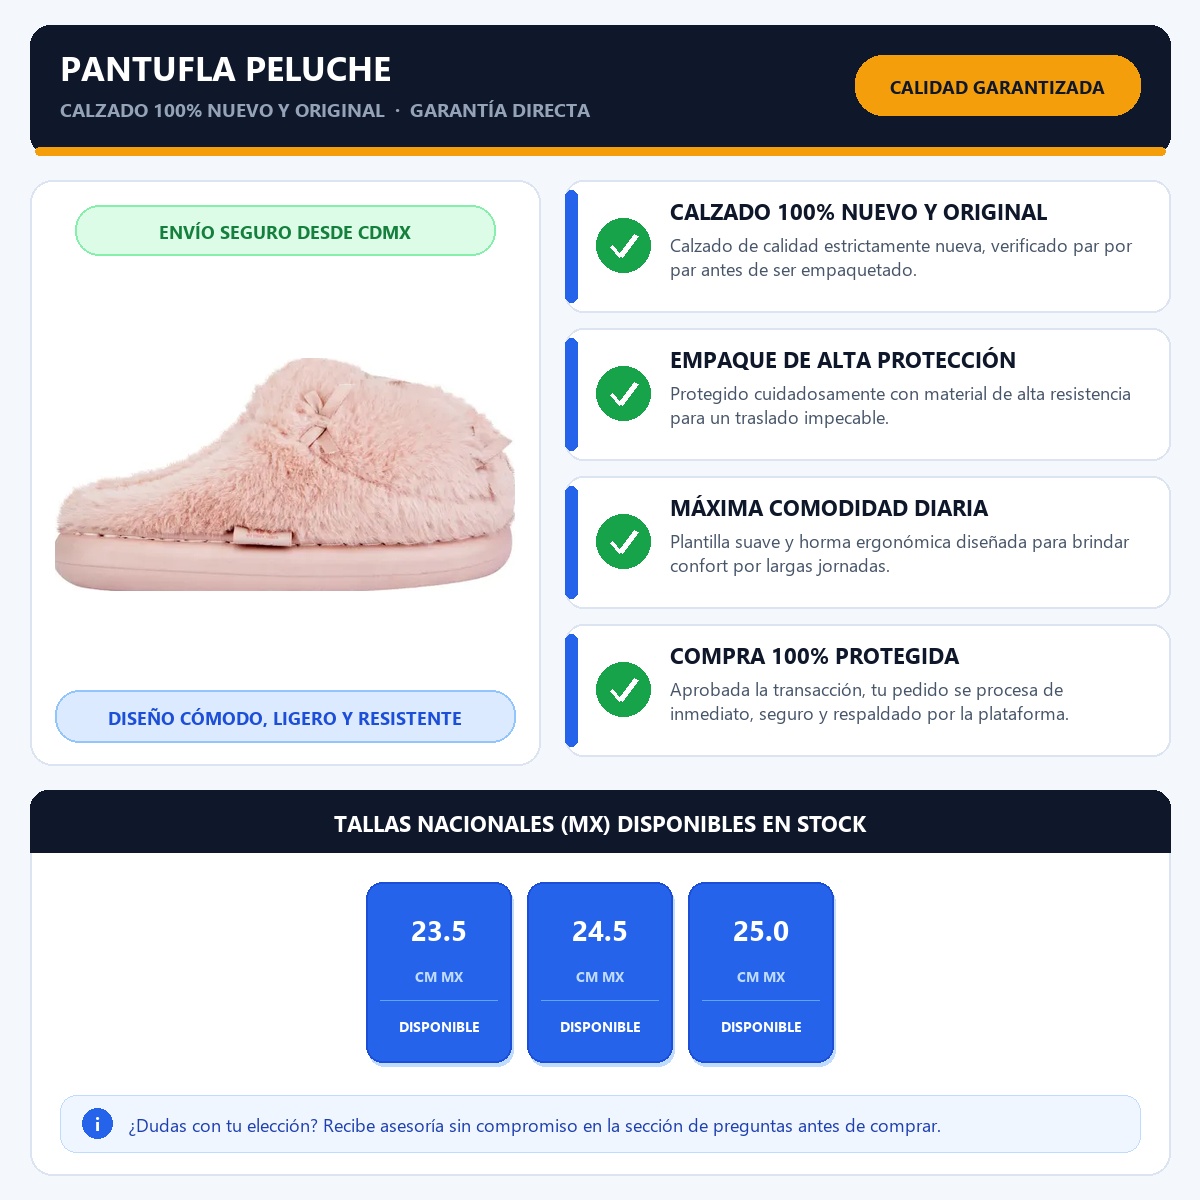 PANTUFLA PELUCHE
CALZADO 100% NUEVO Y ORIGINAL · GARANTÍA DIRECTA
CALIDAD GARANTIZADA
ENVÍO SEGURO DESDE CDMX
DISEÑO CÓMODO, LIGERO Y RESISTENTE
CALZADO 100% NUEVO Y ORIGINAL
Calzado de calidad estrictamente nueva, verificado par por
par antes de ser empaquetado.
EMPAQUE DE ALTA PROTECCIÓN
Protegido cuidadosamente con material de alta resistencia
para un traslado impecable.
MÁXIMA COMODIDAD DIARIA
Plantilla suave y horma ergonómica diseñada para brindar
confort por largas jornadas.
COMPRA 100% PROTEGIDA
Aprobada la transacción, tu pedido se procesa de
inmediato, seguro y respaldado por la plataforma.
TALLAS NACIONALES (MX) DISPONIBLES EN STOCK
23.5
CM MX
DISPONIBLE
24.5
CM MX
DISPONIBLE
25.0
CM MX
DISPONIBLE
¿Dudas con tu elección? Recibe asesoría sin compromiso en la sección de preguntas antes de comprar.